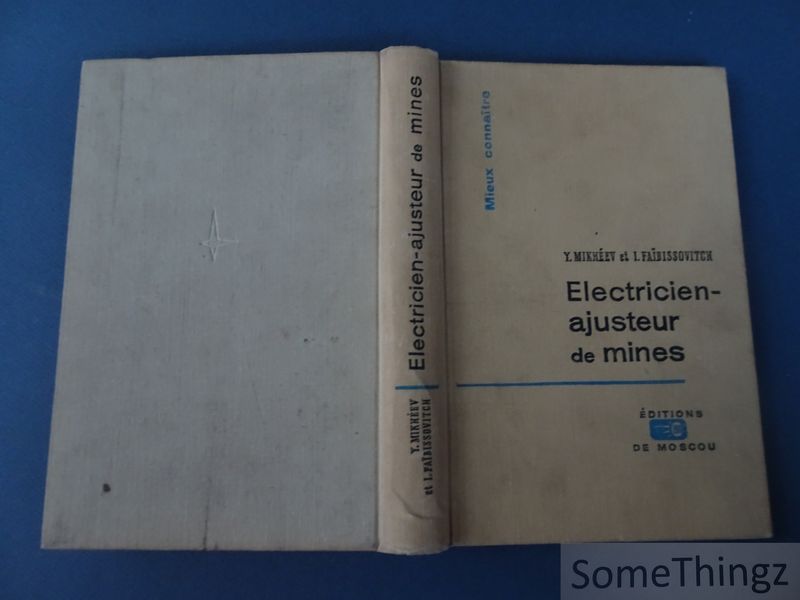 Electricien-ajusteur de mines
Y. MIKHÉEV
et I. FAÏBISSOVITCH
Mieux connaître
Y. MIKHÉEV et I. FAÏBISSOVITCH
Electricien-
ajusteur
de mines
ÉDITIONS
DE MOSCOU
SomeThingz